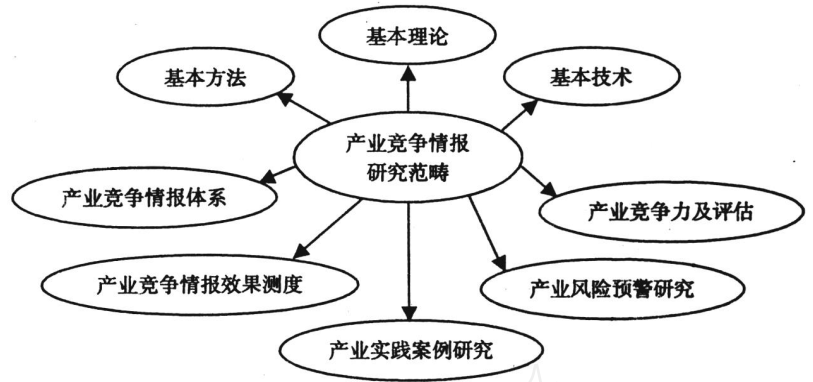 基本理论
基本方法
基本技术
产业竞争情报
研究范畴
产业竞争情报体系
产业竞争力及评估
产业竞争情报效果测度
产业风险预警研究
产业实践案例研究